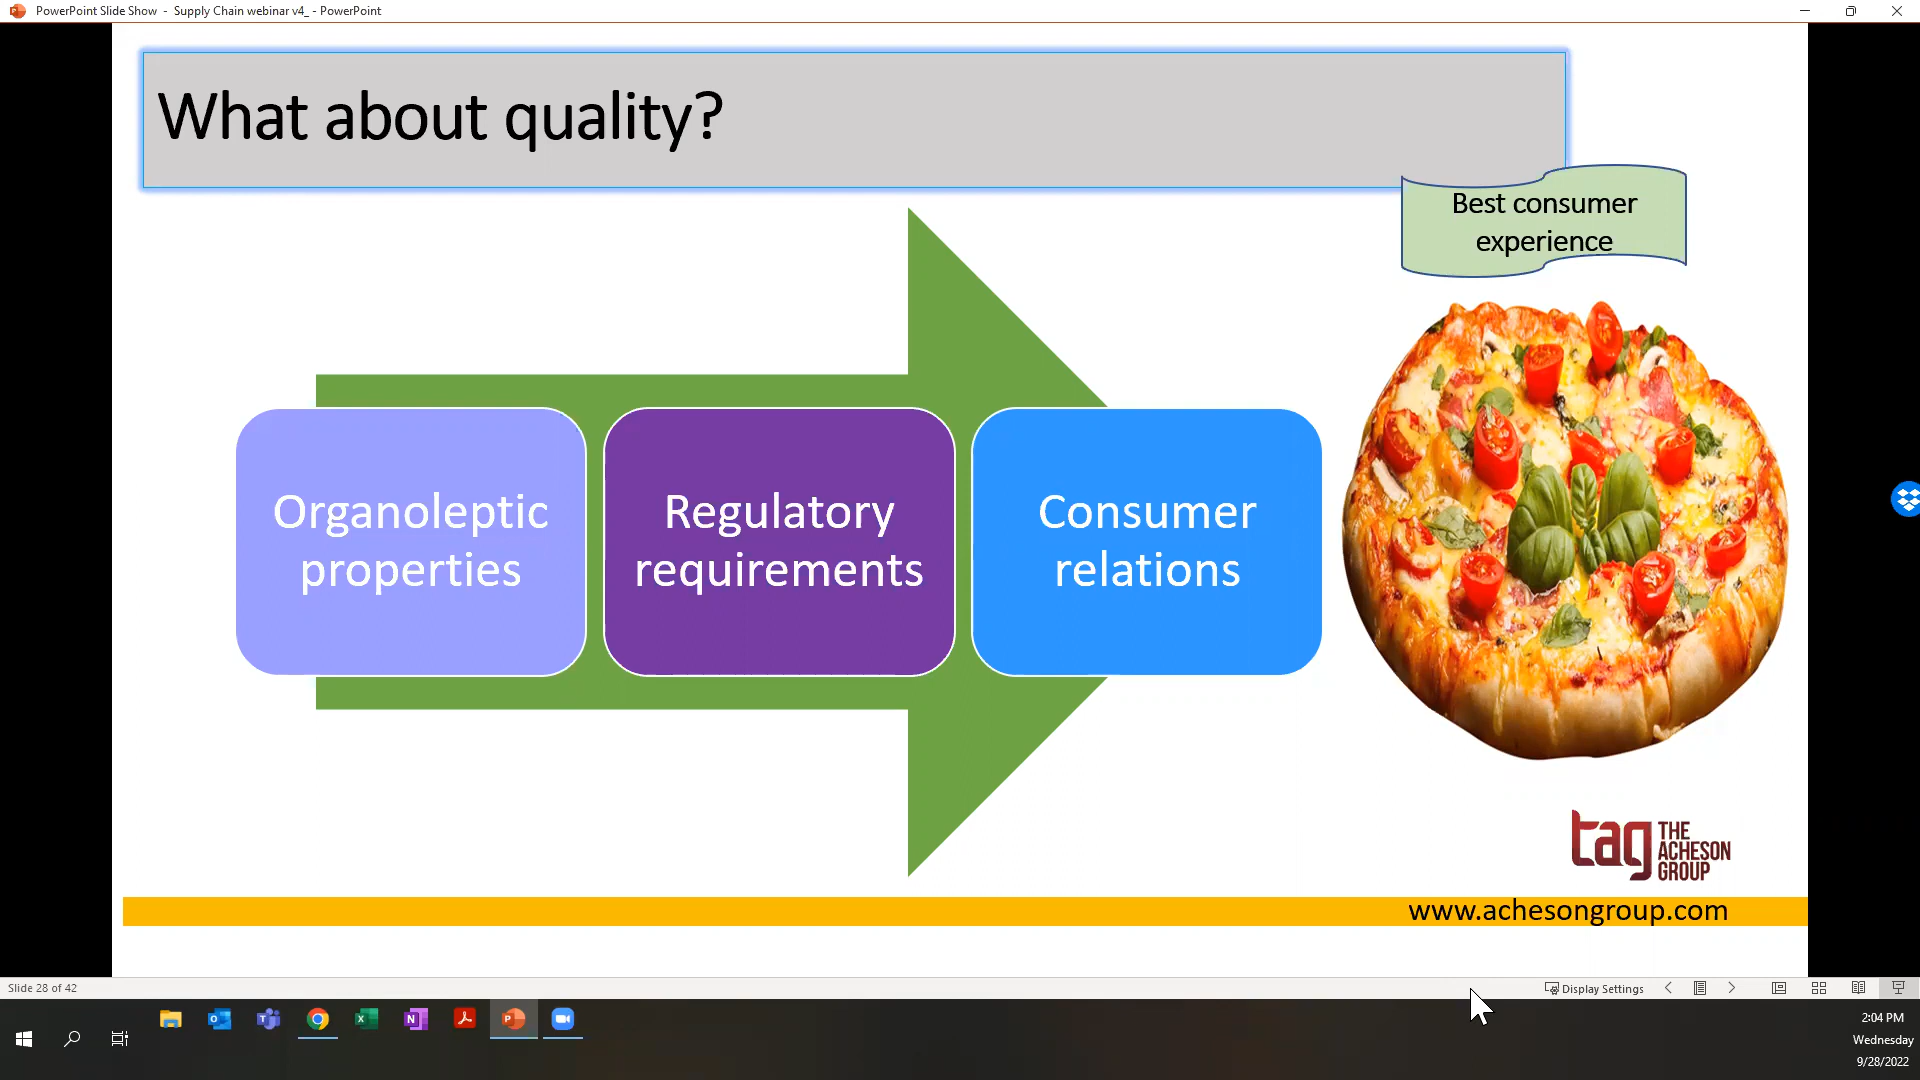 PowerPoint Slide Show - Supply Chain webinar v4_ - PowerPoint
What about quality?
Best consumer
experience
Organoleptic
properties
Regulatory
requirements
Consumer
relations
tag THE
ACHESON
GROUP
www.achesongroup.com
Slide 28 of 42
Display Settings
2:04 PM
Wednesday
9/28/2022